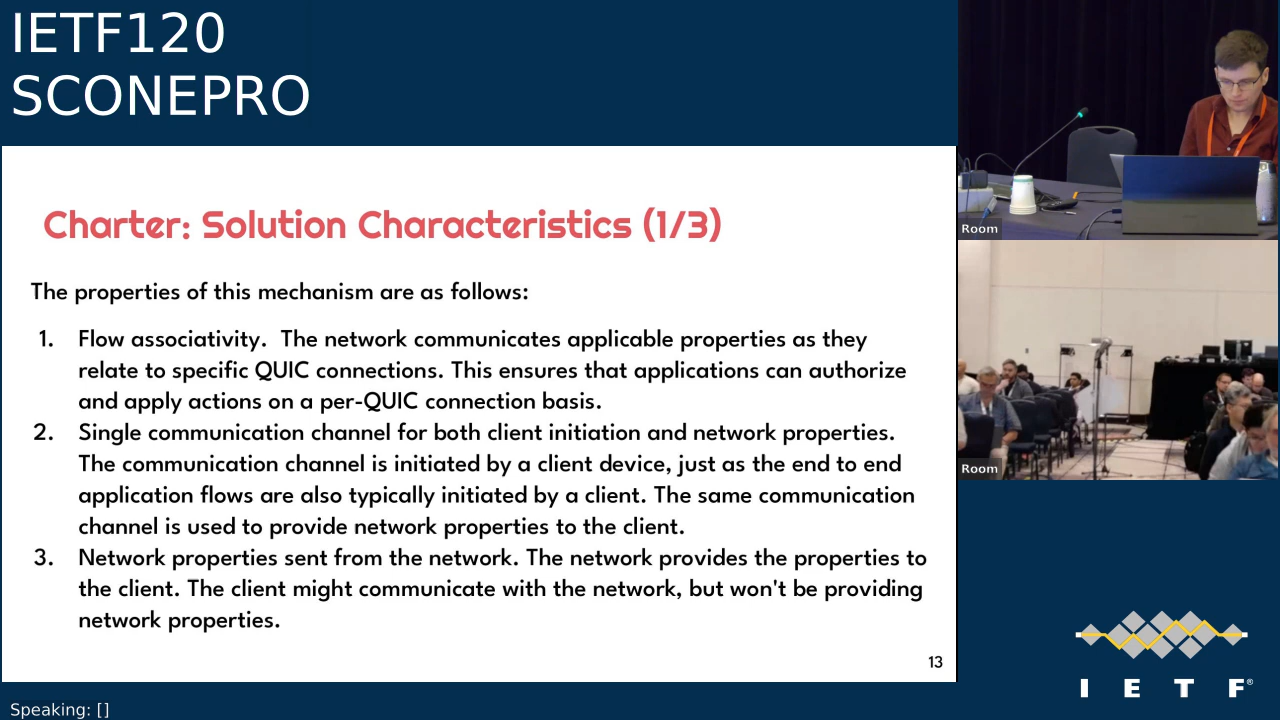 IETF120
SCONEPRO
Charter: Solution Characteristics (1/3)
The properties of this mechanism are as follows:
1. Flow associativity.  The network communicates applicable properties as they
relate to specific QUIC connections. This ensures that applications can authorize
and apply actions on a per-QUIC connection basis.
2. Single communication channel for both client initiation and network properties.
The communication channel is initiated by a client device, just as the end to end
application flows are also typically initiated by a client. The same communication
channel is used to provide network properties to the client.
3. Network properties sent from the network. The network provides the properties to
the client. The client might communicate with the network, but won't be providing
network properties.
13
Room
Room
I E T F®
Speaking: []